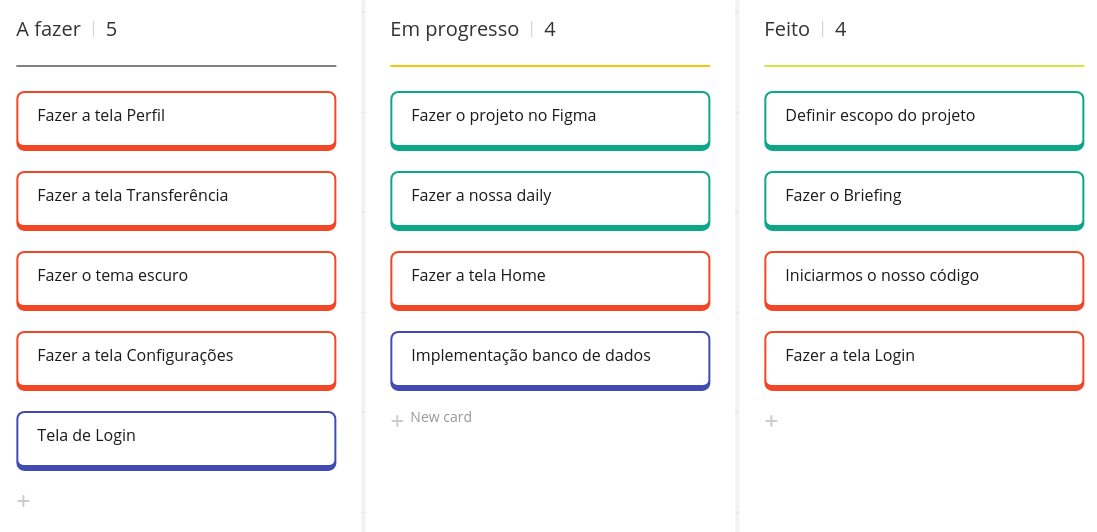 A fazer | 5
Fazer a tela Perfil
Fazer a tela Transferência
Fazer o tema escuro
Fazer a tela Configurações
Tela de Login
+
Em progresso | 4
Fazer o projeto no Figma
Fazer a nossa daily
Fazer a tela Home
Implementação banco de dados
+ New card
Feito | 4
Definir escopo do projeto
Fazer o Briefing
Iniciarmos o nosso código
Fazer a tela Login
+